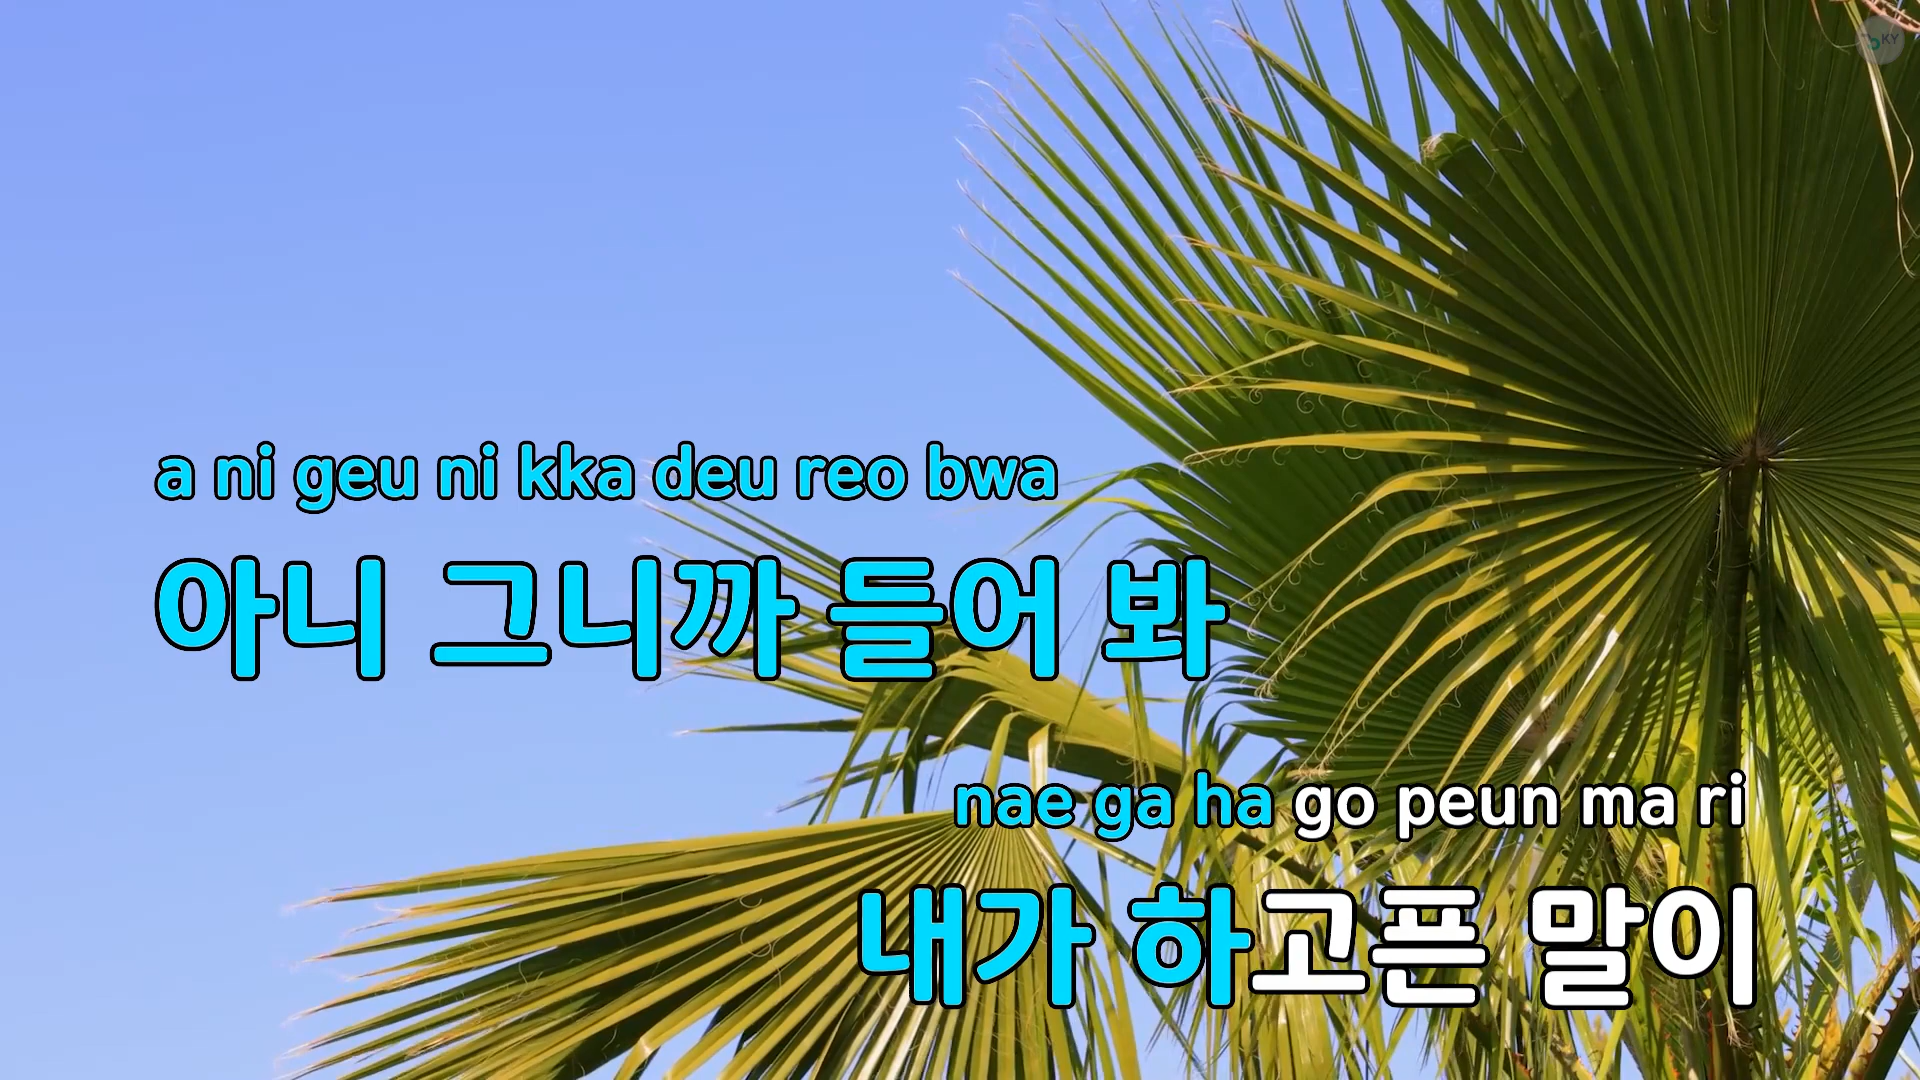 KY
a ni geu ni kka deu reo bwa
아니 그니까 들어 봐
nae ga ha go peun ma ri
내가 하고픈 말이